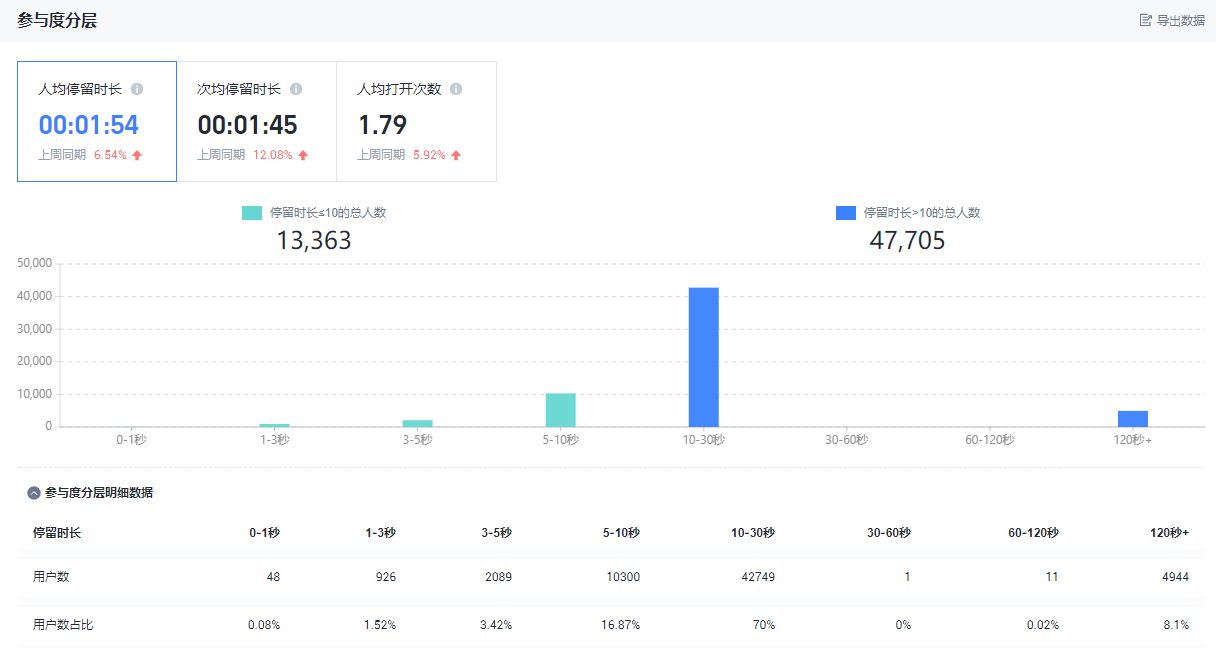 参与度分层
导出数据
人均停留时长
00:01:54
上周同期 6.54%
次均停留时长
00:01:45
上周同期 12.08%
人均打开次数
1.79
上周同期 5.92%
停留时长≤10的总人数
13,363
停留时长>10的总人数
47,705
50,000
40,000
30,000
20,000
10,000
0
0-1秒 1-3秒 3-5秒 5-10秒 10-30秒 30-60秒 60-120秒 120秒+
参与度分层明细数据
停留时长 0-1秒 1-3秒 3-5秒 5-10秒 10-30秒 30-60秒 60-120秒 120秒+
用户数 48 926 2089 10300 42749 1 11 4944
用户数占比 0.08% 1.52% 3.42% 16.87% 70% 0% 0.02% 8.1%